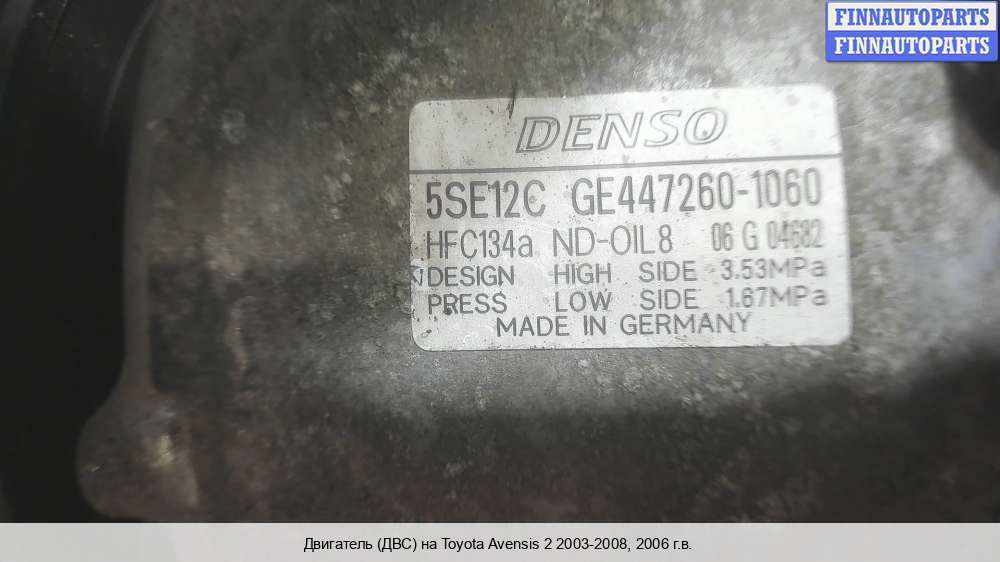 FINNAUTOPARTS
FINNAUTOPARTS
DENSO
5SE12C GE447260-1060
HFC134a ND-OIL8 06 G 04682
DESIGN HIGH SIDE 3.53MPa
PRESS LOW SIDE 1.67MPa
MADE IN GERMANY
Двигатель (ДВС) на Toyota Avensis 2 2003-2008, 2006 г.в.